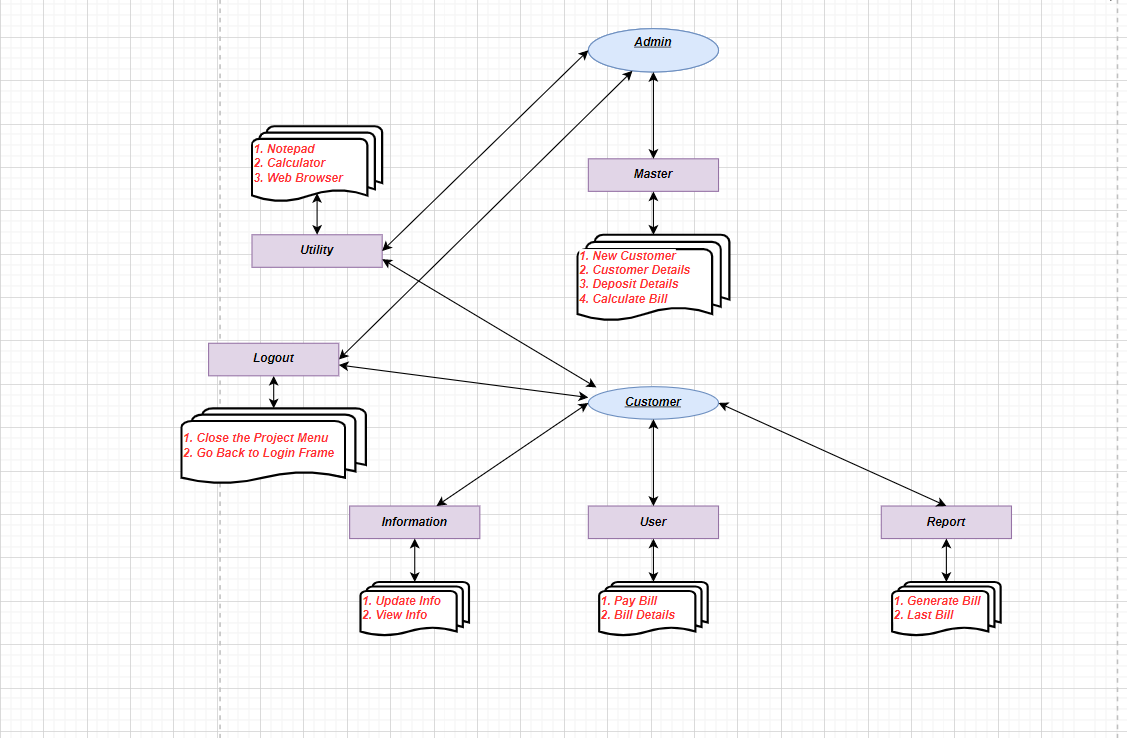 Admin
1. Notepad
2. Calculator
3. Web Browser
Master
Utility
1. New Customer
2. Customer Details
3. Deposit Details
4. Calculate Bill
Logout
Customer
1. Close the Project Menu
2. Go Back to Login Frame
Information
User
Report
1. Update Info
2. View Info
1. Pay Bill
2. Bill Details
1. Generate Bill
2. Last Bill